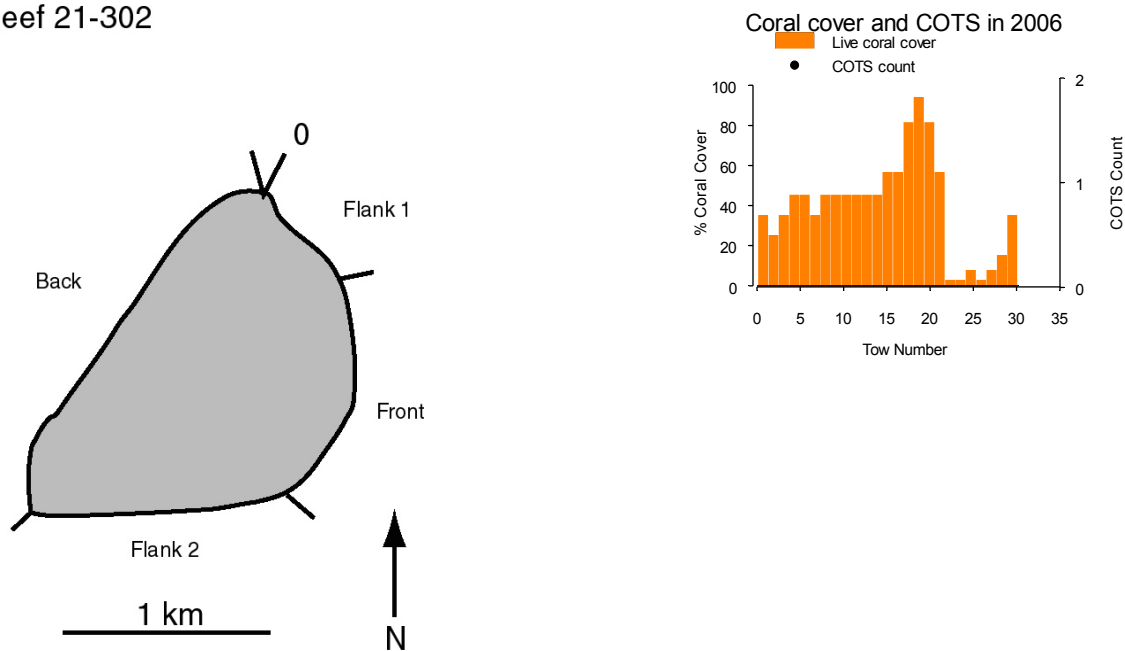 eef 21-302
0
Flank 1
Back
Front
Flank 2
1 km
N
Coral cover and COTS in 2006
Live coral cover
COTS count
% Coral Cover
100
80
60
40
20
0
2
1
0
COTS Count
0 5 10 15 20 25 30 35
Tow Number